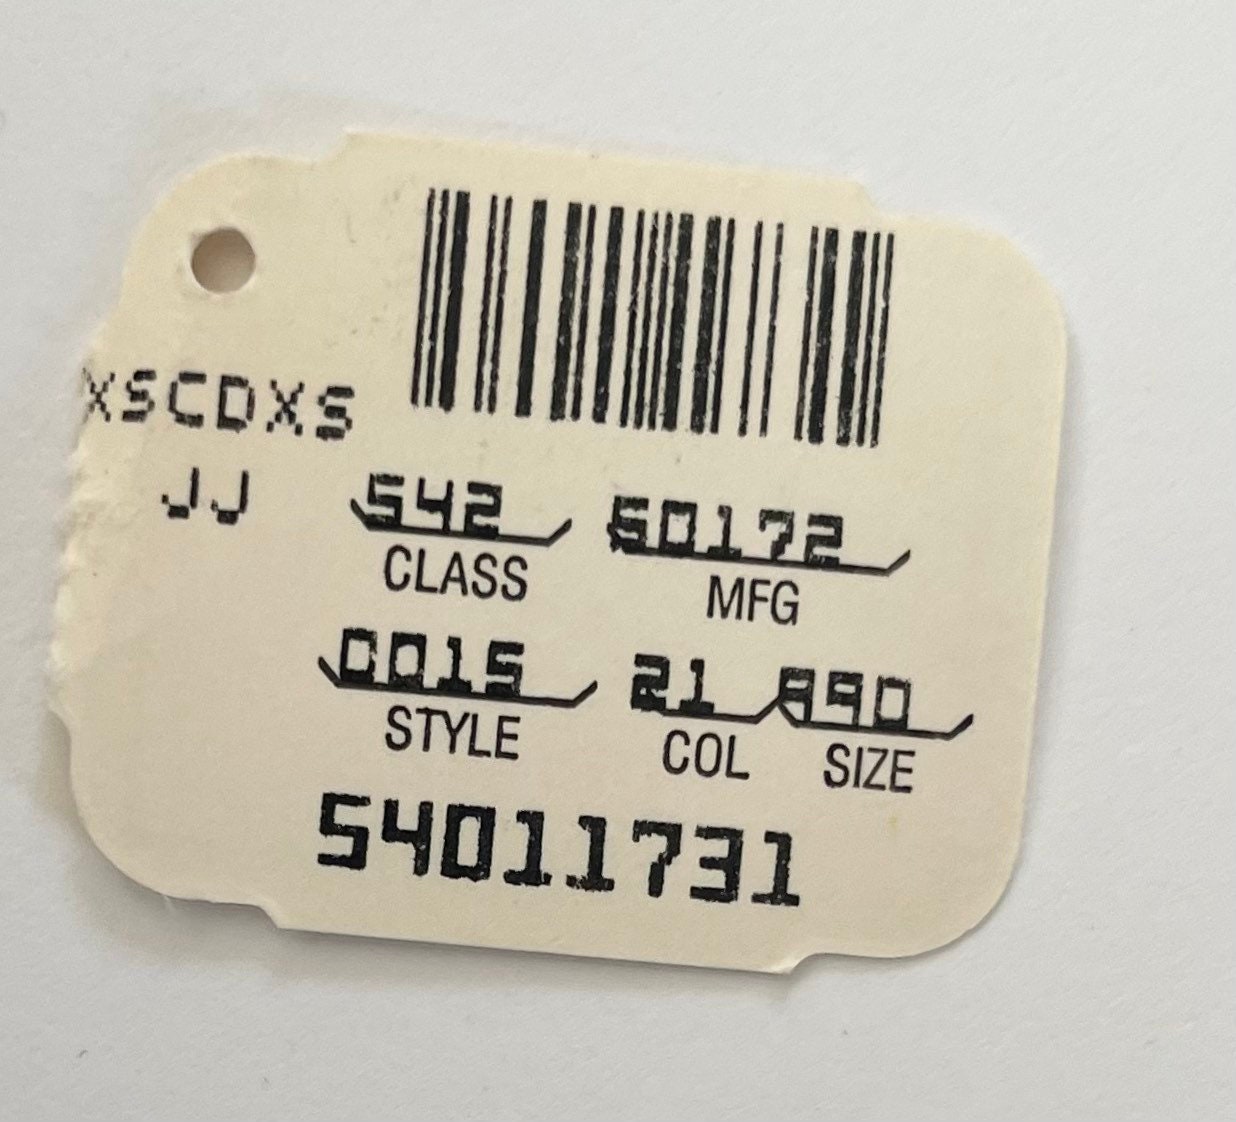 XSCDXS
JJ
542 60172
CLASS MFG
0015 21 890
STYLE COL SIZE
54011731